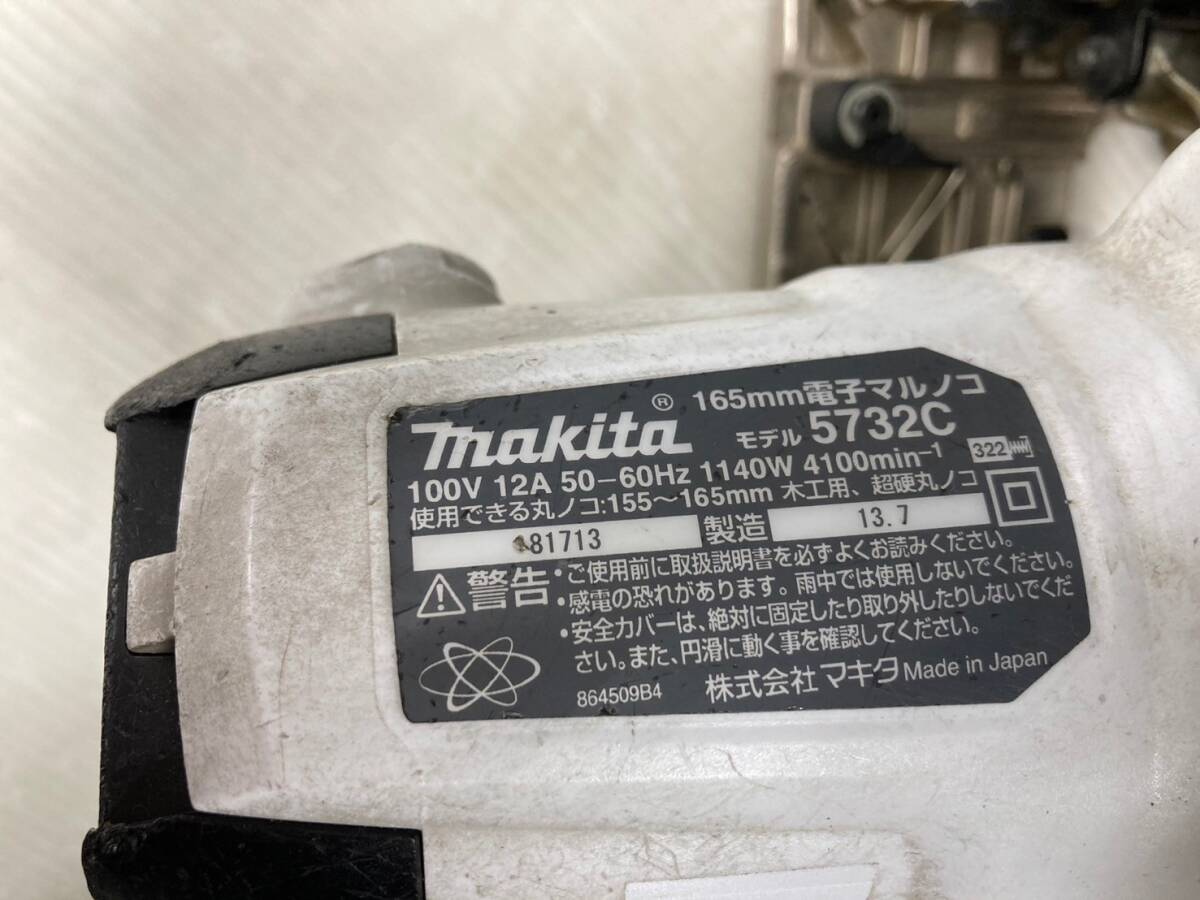 makita® 165mm電子マルノコ
モデル 5732C
100V 12A 50-60Hz 1140W 4100min-1 322
使用できる丸ノコ:155～165mm 木工用、超硬丸ノコ
81713 製造 13.7
警告 ・ご使用前に取扱説明書を必ずよくお読みください。
・感電の恐れがあります。雨中では使用しないでください。
・安全カバーは、絶対に固定したり取り外したりしないでくだ
さい。また、円滑に動く事を確認してください。
864509B4 株式会社 マキタ Made in Japan